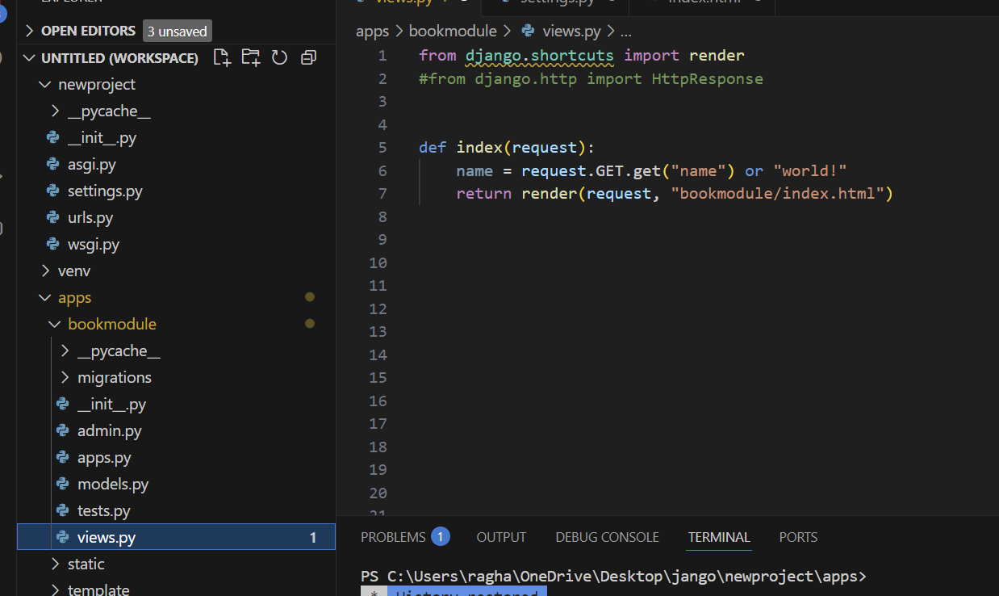 EXPLORER
OPEN EDITORS 3 unsaved
UNTITLED (WORKSPACE)
newproject
__pycache__
__init__.py
asgi.py
settings.py
urls.py
wsgi.py
venv
apps
bookmodule
__pycache__
migrations
__init__.py
admin.py
apps.py
models.py
tests.py
views.py 1
static
template
views.py 1 settings.py index.html
apps > bookmodule > views.py > ...
1 from django.shortcuts import render
2 #from django.http import HttpResponse
3
4
5 def index(request):
6 name = request.GET.get("name") or "world!"
7 return render(request, "bookmodule/index.html")
8
9
10
11
12
13
14
15
16
17
18
19
20
21
PROBLEMS 1 OUTPUT DEBUG CONSOLE TERMINAL PORTS
PS C:\Users\ragha\OneDrive\Desktop\jango\newproject\apps>
* History restored